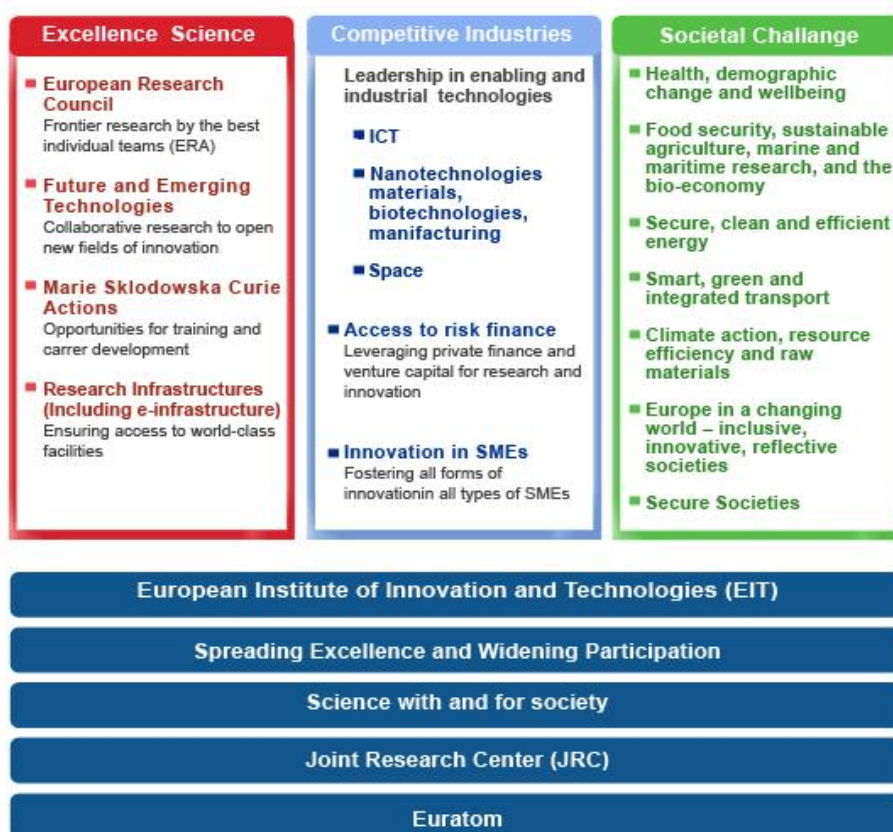 Excellence Science
European Research
Council
Frontier research by the best
individual teams (ERA)
Future and Emerging
Technologies
Collaborative research to open
new fields of innovation
Marie Sklodowska Curie
Actions
Opportunities for training and
carrer development
Research Infrastructures
(Including e-infrastructure)
Ensuring access to world-class
facilities
Competitive Industries
Leadership in enabling and
industrial technologies
ICT
Nanotechnologies
materials,
biotechnologies,
manifacturing
Space
Access to risk finance
Leveraging private finance and
venture capital for research and
innovation
Innovation in SMEs
Fostering all forms of
innovationin all types of SMEs
Societal Challange
Health, demographic
change and wellbeing
Food security, sustainable
agriculture, marine and
maritime research, and the
bio-economy
Secure, clean and efficient
energy
Smart, green and
integrated transport
Climate action, resource
efficiency and raw
materials
Europe in a changing
world – inclusive,
innovative, reflective
societies
Secure Societies
European Institute of Innovation and Technologies (EIT)
Spreading Excellence and Widening Participation
Science with and for society
Joint Research Center (JRC)
Euratom